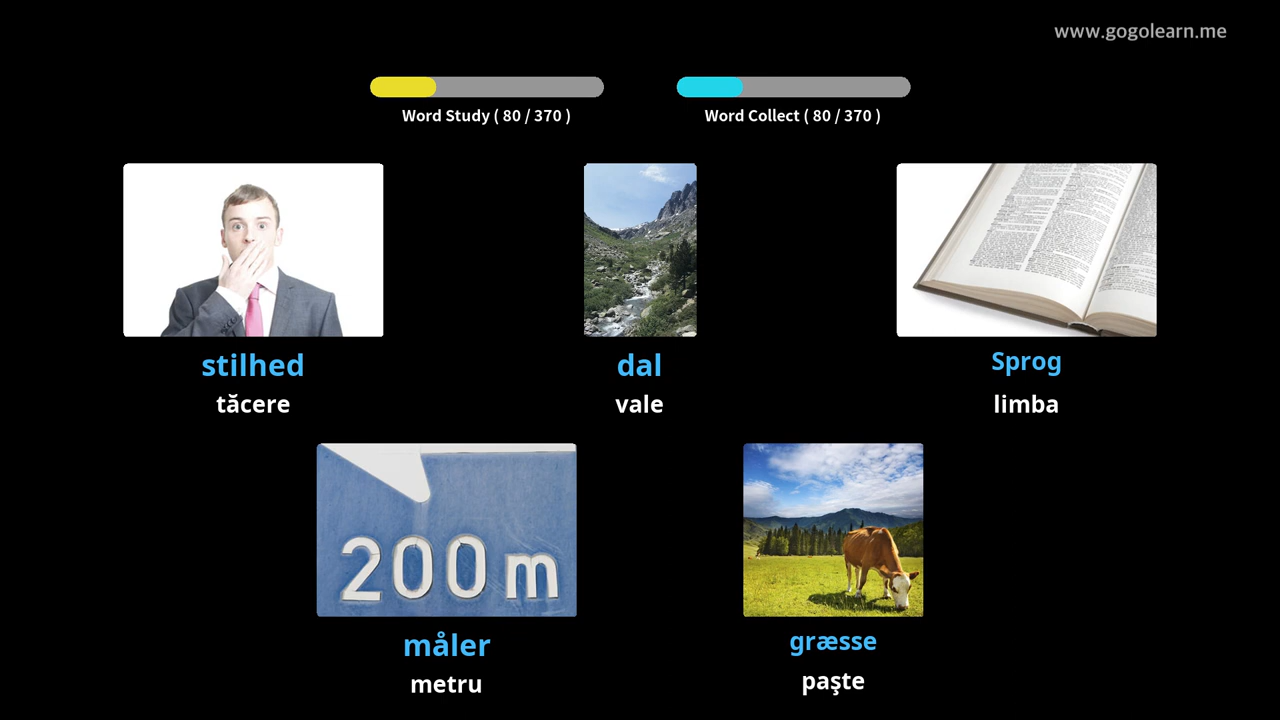 www.gogolearn.me
Word Study ( 80 / 370 )
Word Collect ( 80 / 370 )
stilhed
tăcere
dal
vale
Sprog
limba
200 m
måler
metru
græsse
paşte